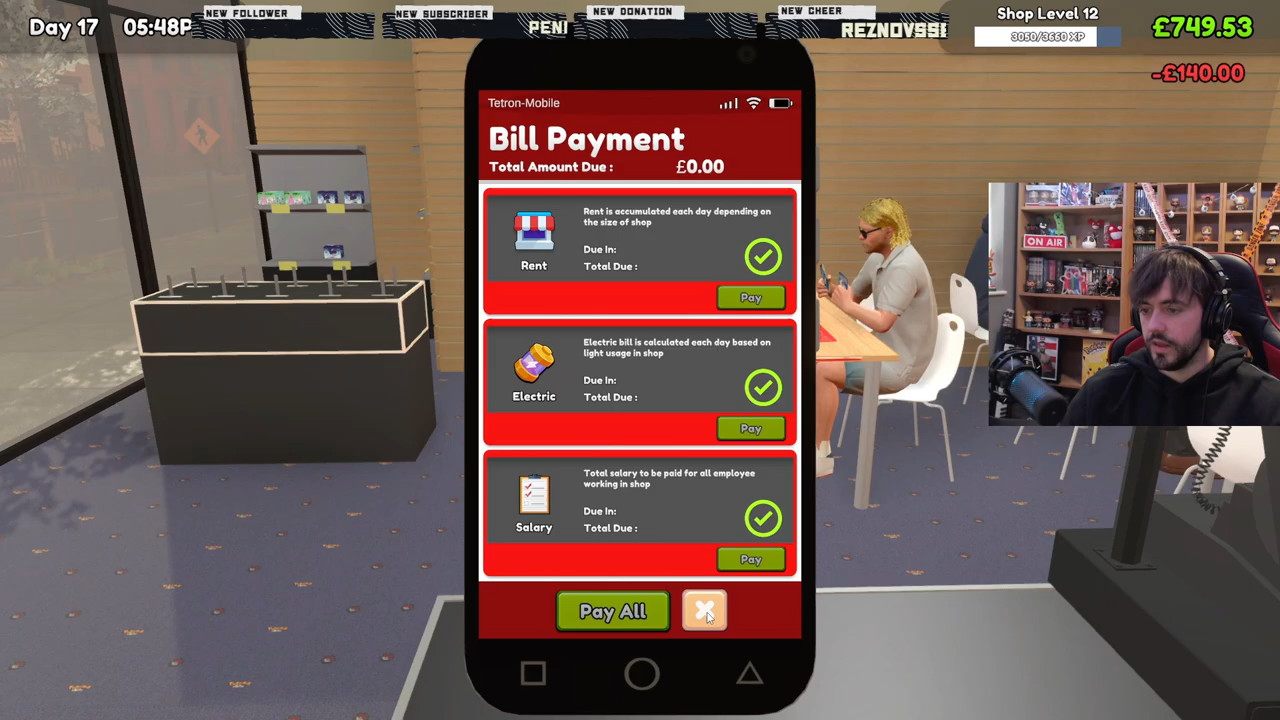 Day 17 05:48P
NEW FOLLOWER
NEW SUBSCRIBER
PENI
NEW DONATION
NEW CHEER
REZNOVSS
Shop Level 12
3050/3660 XP
£749.53
-£140.00
Tetron-Mobile
Bill Payment
Total Amount Due : £0.00
Rent is accumulated each day depending on
the size of shop
Due In:
Total Due :
Rent
Pay
Electric bill is calculated each day based on
light usage in shop
Due In:
Total Due :
Electric
Pay
Total salary to be paid for all employee
working in shop
Due In:
Total Due :
Salary
Pay
Pay All
ON AIR